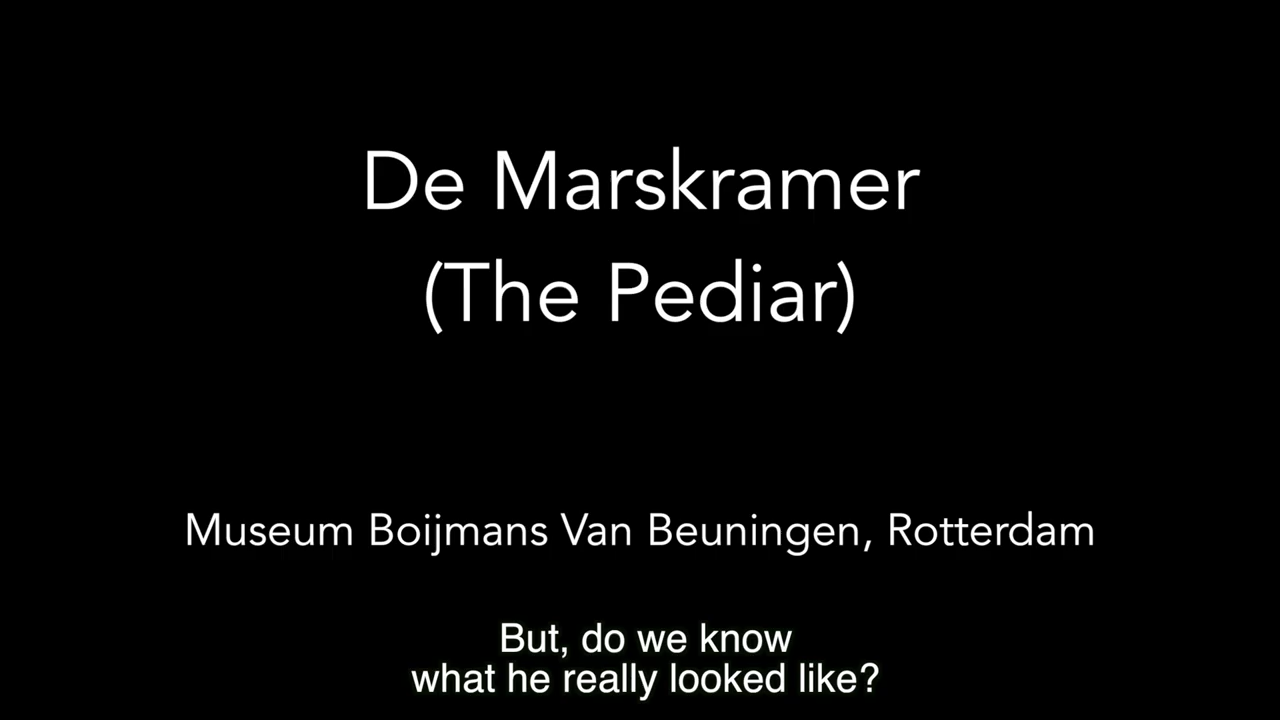 De Marskramer
(The Pediar)
Museum Boijmans Van Beuningen, Rotterdam
But, do we know
what he really looked like?